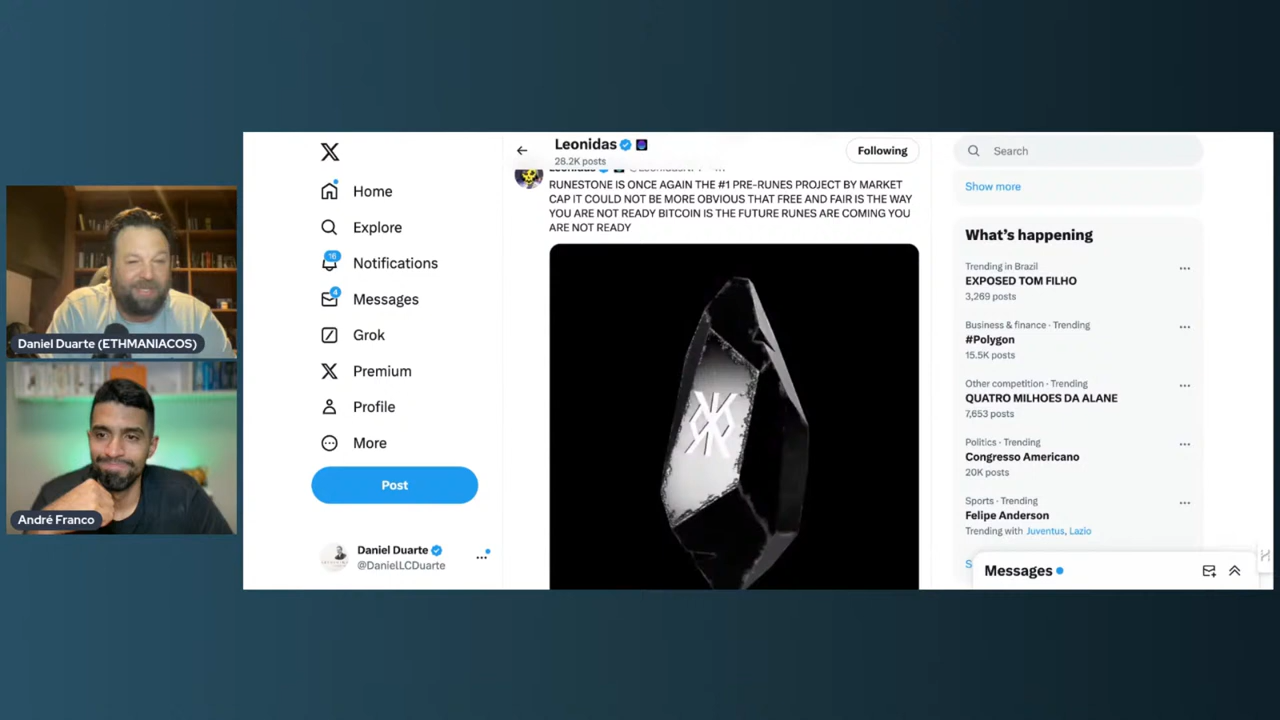 Daniel Duarte (ETHMANIACOS)
André Franco
Home
Explore
16
Notifications
4
Messages
Grok
Premium
Profile
More
Post
Daniel Duarte
@DanielLCDuarte
Leonidas
28.2K posts
Following
RUNESTONE IS ONCE AGAIN THE #1 PRE-RUNES PROJECT BY MARKET
CAP IT COULD NOT BE MORE OBVIOUS THAT FREE AND FAIR IS THE WAY
YOU ARE NOT READY BITCOIN IS THE FUTURE RUNES ARE COMING YOU
ARE NOT READY
Search
Show more
What's happening
Trending in Brazil
EXPOSED TOM FILHO
3,269 posts
Business & finance · Trending
#Polygon
15.5K posts
Other competition · Trending
QUATRO MILHOES DA ALANE
7,653 posts
Politics · Trending
Congresso Americano
20K posts
Sports · Trending
Felipe Anderson
Trending with Juventus, Lazio
Messages